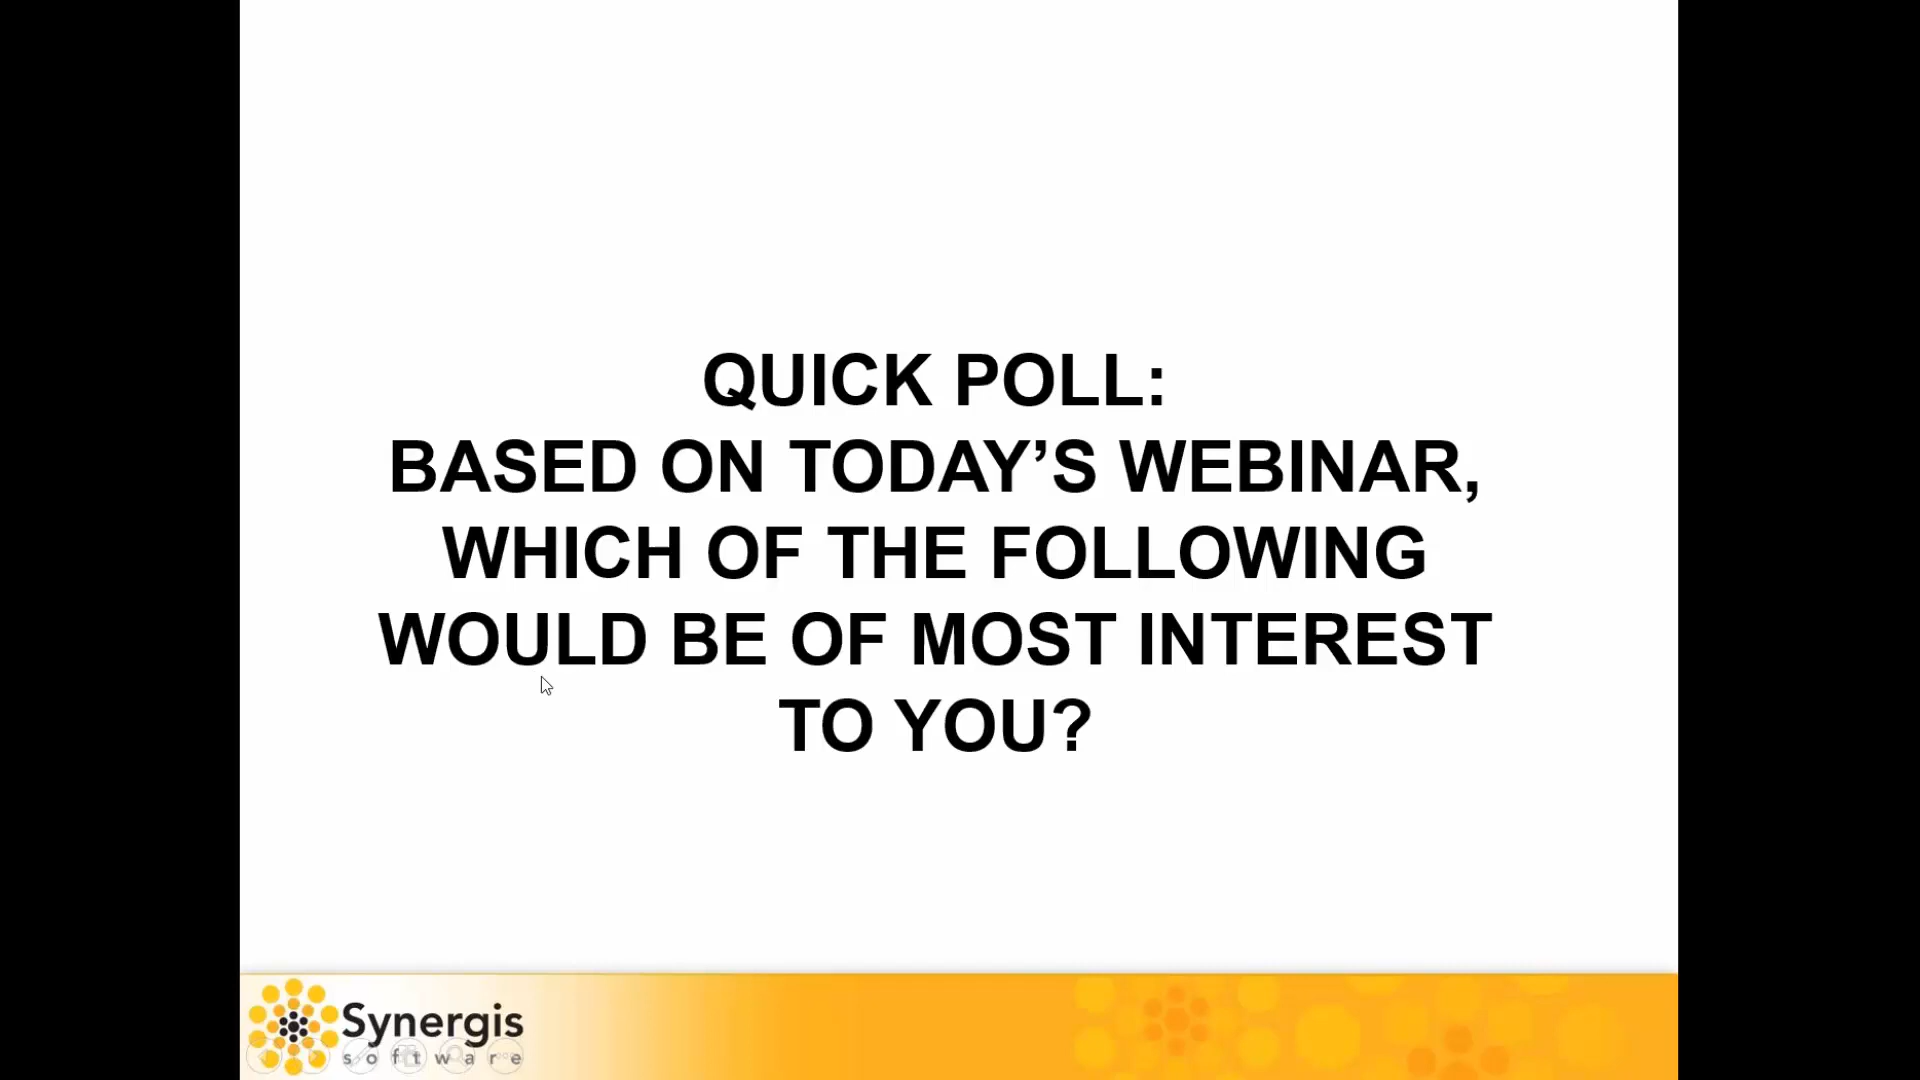 QUICK POLL:
BASED ON TODAY’S WEBINAR,
WHICH OF THE FOLLOWING
WOULD BE OF MOST INTEREST
TO YOU?
Synergis
software